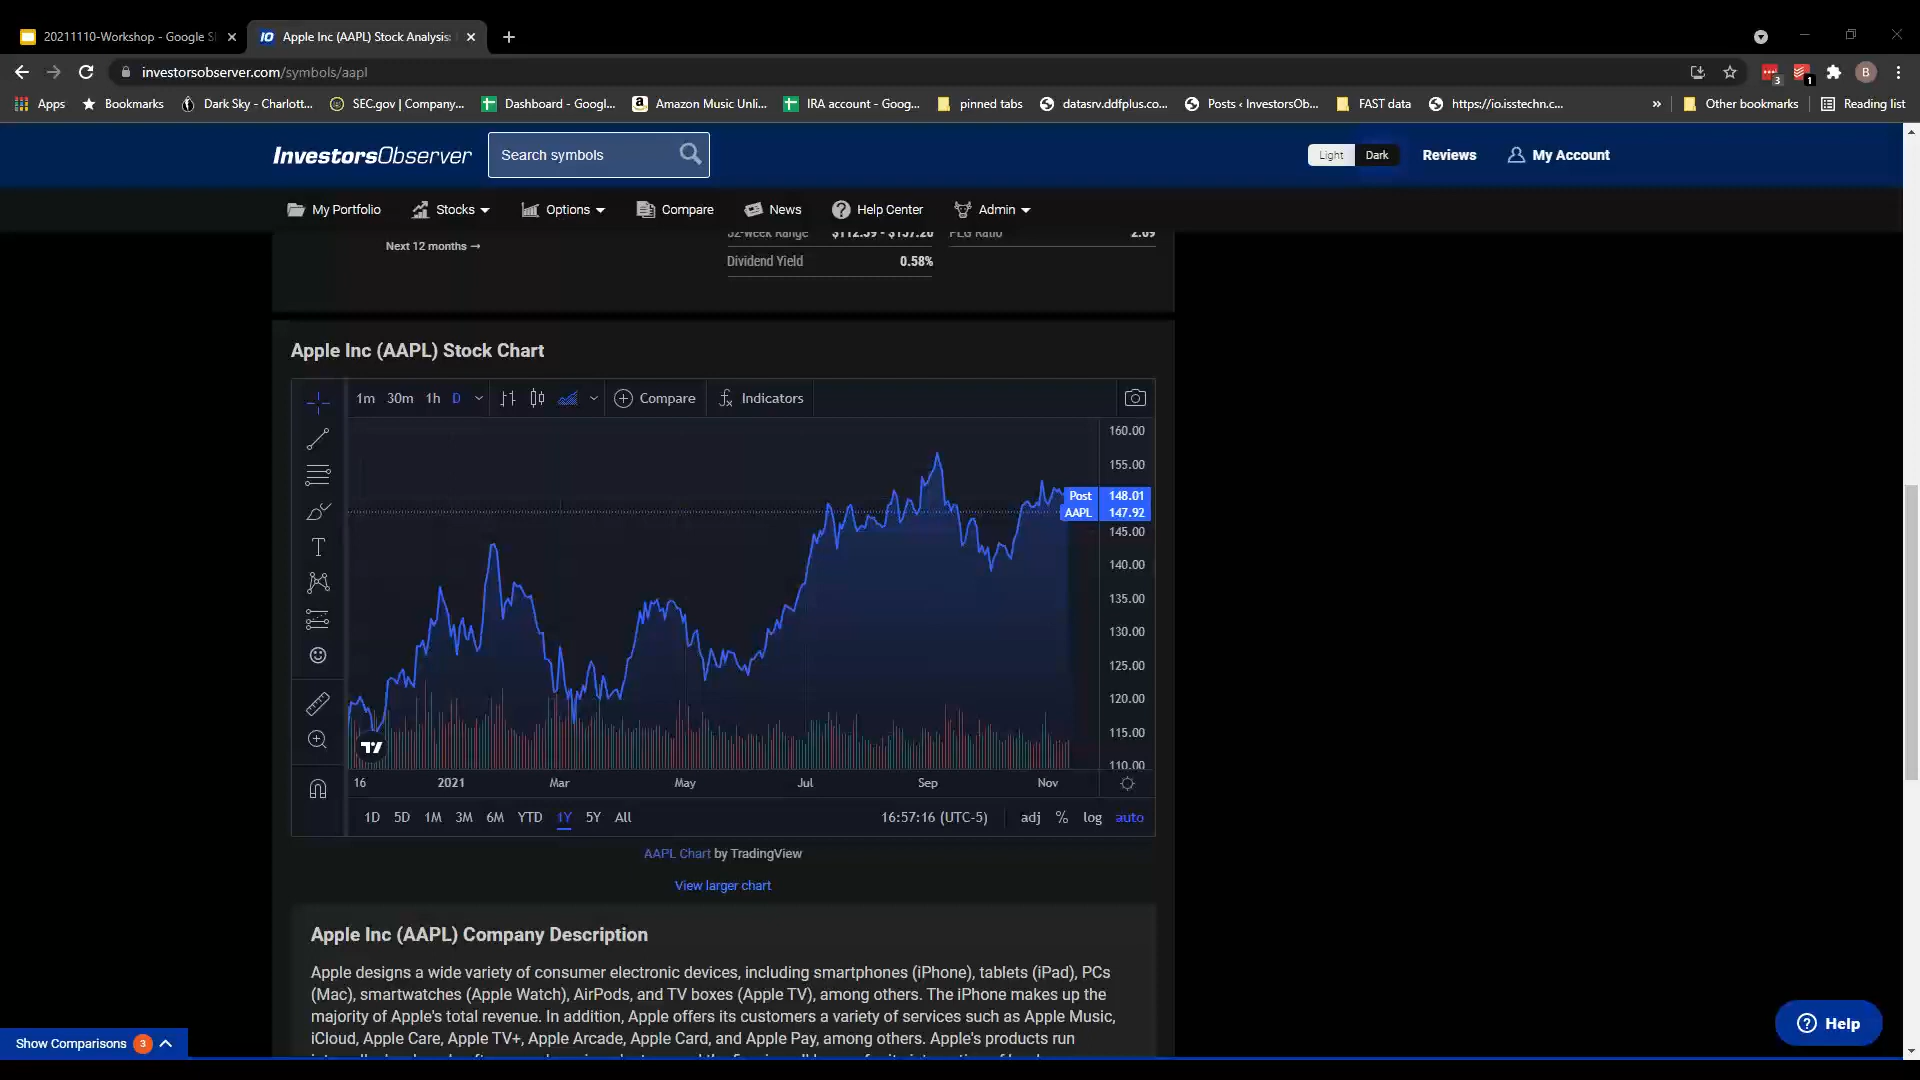 20211110-Workshop - Google Sl
Apple Inc (AAPL) Stock Analysis
investorsobserver.com/symbols/aapl
3
1
B
Apps
Bookmarks
Dark Sky - Charlott...
SEC.gov | Company...
Dashboard - Googl...
Amazon Music Unli...
IRA account - Goog...
pinned tabs
datasrv.ddfplus.co...
Posts ‹ InvestorsOb...
FAST data
https://io.isstechn.c...
»
Other bookmarks
Reading list
InvestorsObserver
Search symbols
Light
Dark
Reviews
My Account
My Portfolio
Stocks
Options
Compare
News
Help Center
Admin
Next 12 months →
52-week Range
PEG Ratio
2.69
Dividend Yield
0.58%
Apple Inc (AAPL) Stock Chart
1m 30m 1h D
Compare
Indicators
160.00
155.00
Post 148.01
AAPL 147.92
145.00
140.00
135.00
130.00
125.00
120.00
115.00
110.00
16 2021 Mar May Jul Sep Nov
1D 5D 1M 3M 6M YTD 1Y 5Y All
16:57:16 (UTC-5)
adj % log auto
AAPL Chart by TradingView
View larger chart
Apple Inc (AAPL) Company Description
Apple designs a wide variety of consumer electronic devices, including smartphones (iPhone), tablets (iPad), PCs
(Mac), smartwatches (Apple Watch), AirPods, and TV boxes (Apple TV), among others. The iPhone makes up the
majority of Apple's total revenue. In addition, Apple offers its customers a variety of services such as Apple Music,
iCloud, Apple Care, Apple TV+, Apple Arcade, Apple Card, and Apple Pay, among others. Apple's products run
Show Comparisons 3
Help